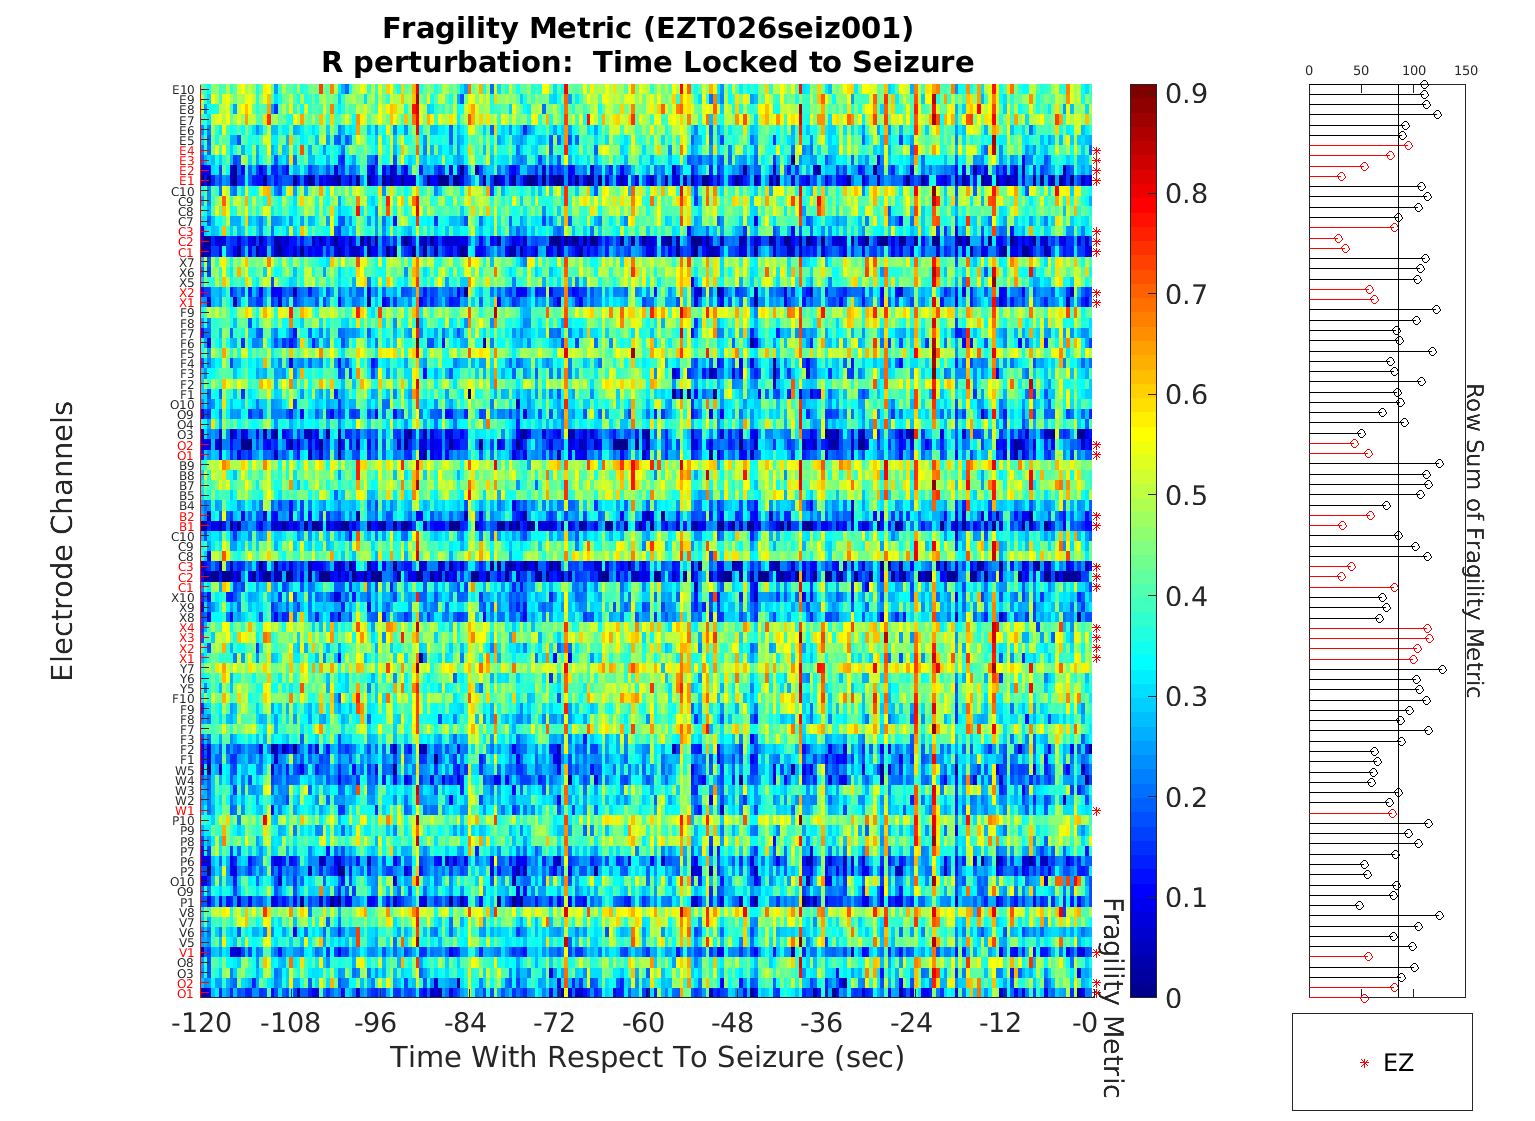 Fragility Metric (EZT026seiz001)
R perturbation:  Time Locked to Seizure
Electrode Channels
E10
E9
E8
E7
E6
E5
E4
E3
E2
E1
C10
C9
C8
C7
C3
C2
C1
X7
X6
X5
X2
X1
F9
F8
F7
F6
F5
F4
F3
F2
F1
O10
O9
O4
O3
O2
O1
B9
B8
B7
B5
B4
B2
B1
C10
C9
C8
C3
C2
C1
X10
X9
X8
X4
X3
X2
X1
Y7
Y6
Y5
F10
F9
F8
F7
F3
F2
F1
W5
W4
W3
W2
W1
P10
P9
P8
P7
P6
P2
O10
O9
P1
V8
V7
V6
V5
V1
O8
O3
O2
O1
-120 -108 -96 -84 -72 -60 -48 -36 -24 -12 -0
Time With Respect To Seizure (sec)
0.9
0.8
0.7
0.6
0.5
0.4
0.3
0.2
0.1
0
Fragility Metric
0 50 100 150
Row Sum of Fragility Metric
EZ